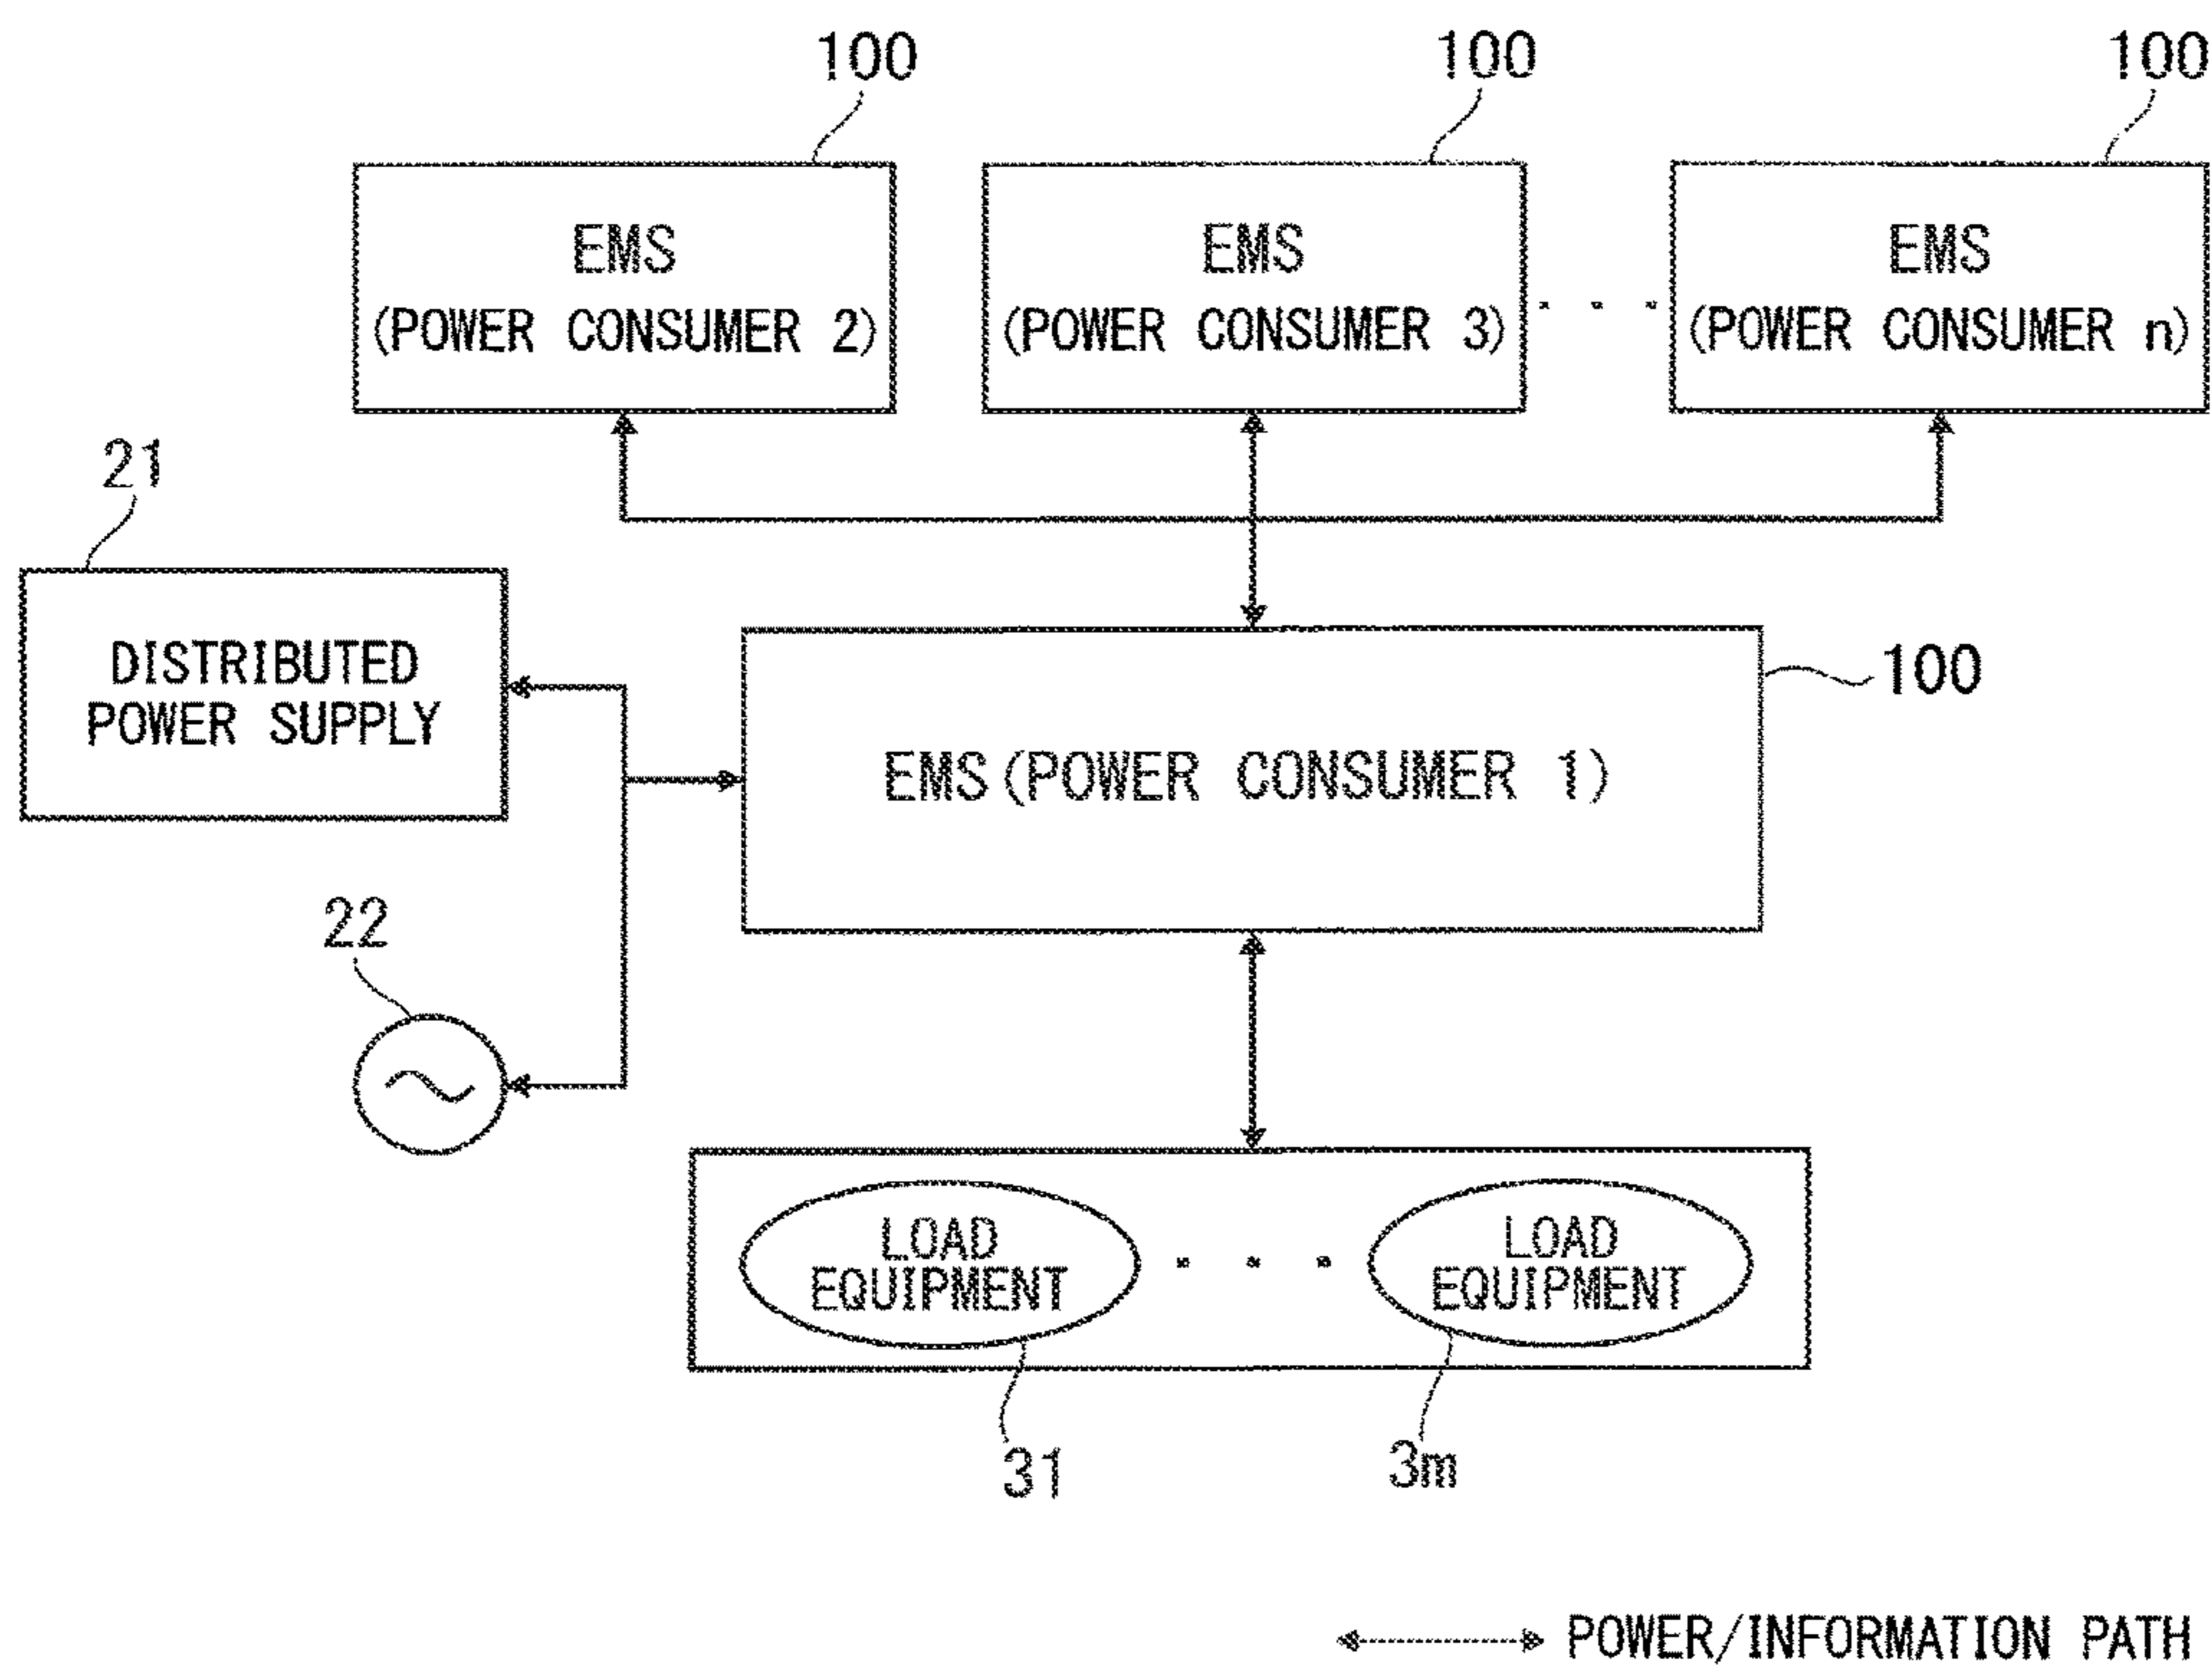 100
100
100
EMS
(POWER CONSUMER 2)
EMS
(POWER CONSUMER 3)
. . .
EMS
(POWER CONSUMER n)
21
DISTRIBUTED
POWER SUPPLY
100
EMS(POWER CONSUMER 1)
22
LOAD
EQUIPMENT
. . .
LOAD
EQUIPMENT
31
3m
POWER/INFORMATION PATH